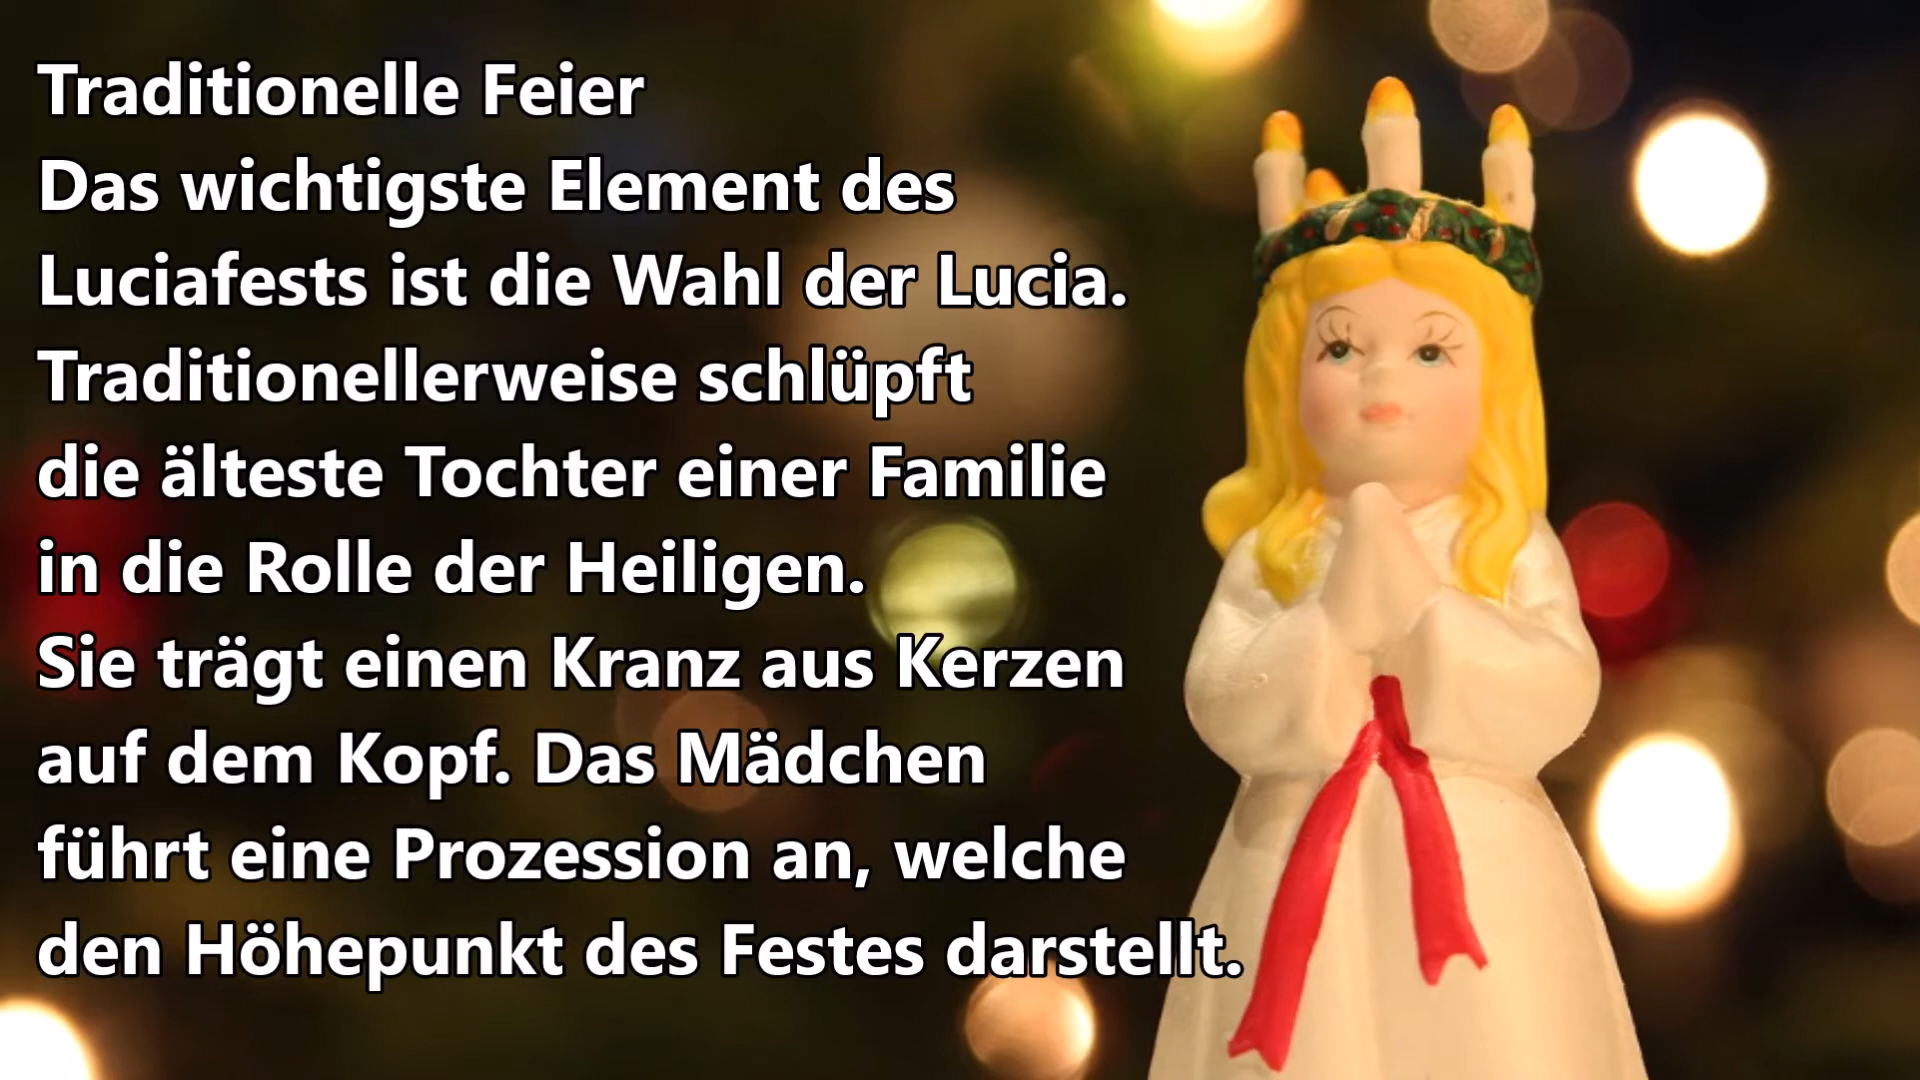 Traditionelle Feier
Das wichtigste Element des
Luciafests ist die Wahl der Lucia.
Traditionellerweise schlüpft
die älteste Tochter einer Familie
in die Rolle der Heiligen.
Sie trägt einen Kranz aus Kerzen
auf dem Kopf. Das Mädchen
führt eine Prozession an, welche
den Höhepunkt des Festes darstellt.